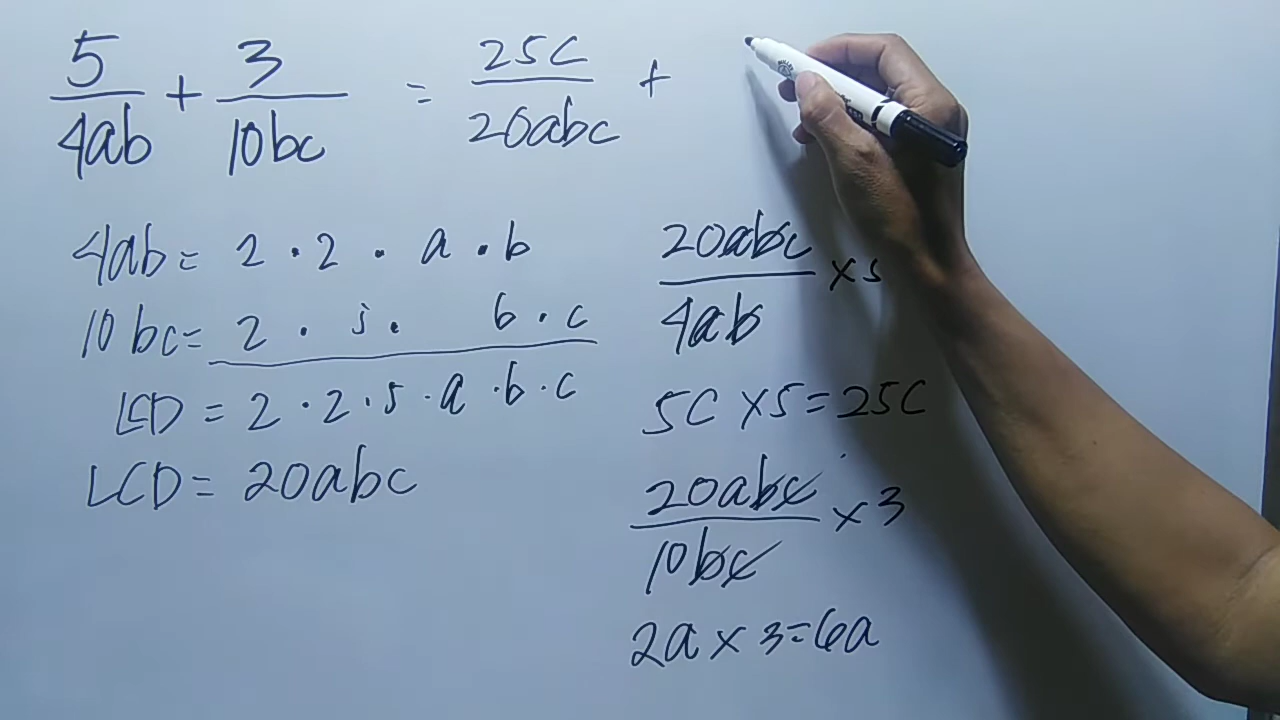 5/4ab + 3/10bc = 25c/20abc +
4ab = 2 · 2 · a · b
10bc = 2 · 5 · b · c
LCD = 2 · 2 · 5 · a · b · c
LCD = 20abc
20abc/4ab × 5
5c × 5 = 25c
20abc/10bc × 3
2a × 3 = 6a